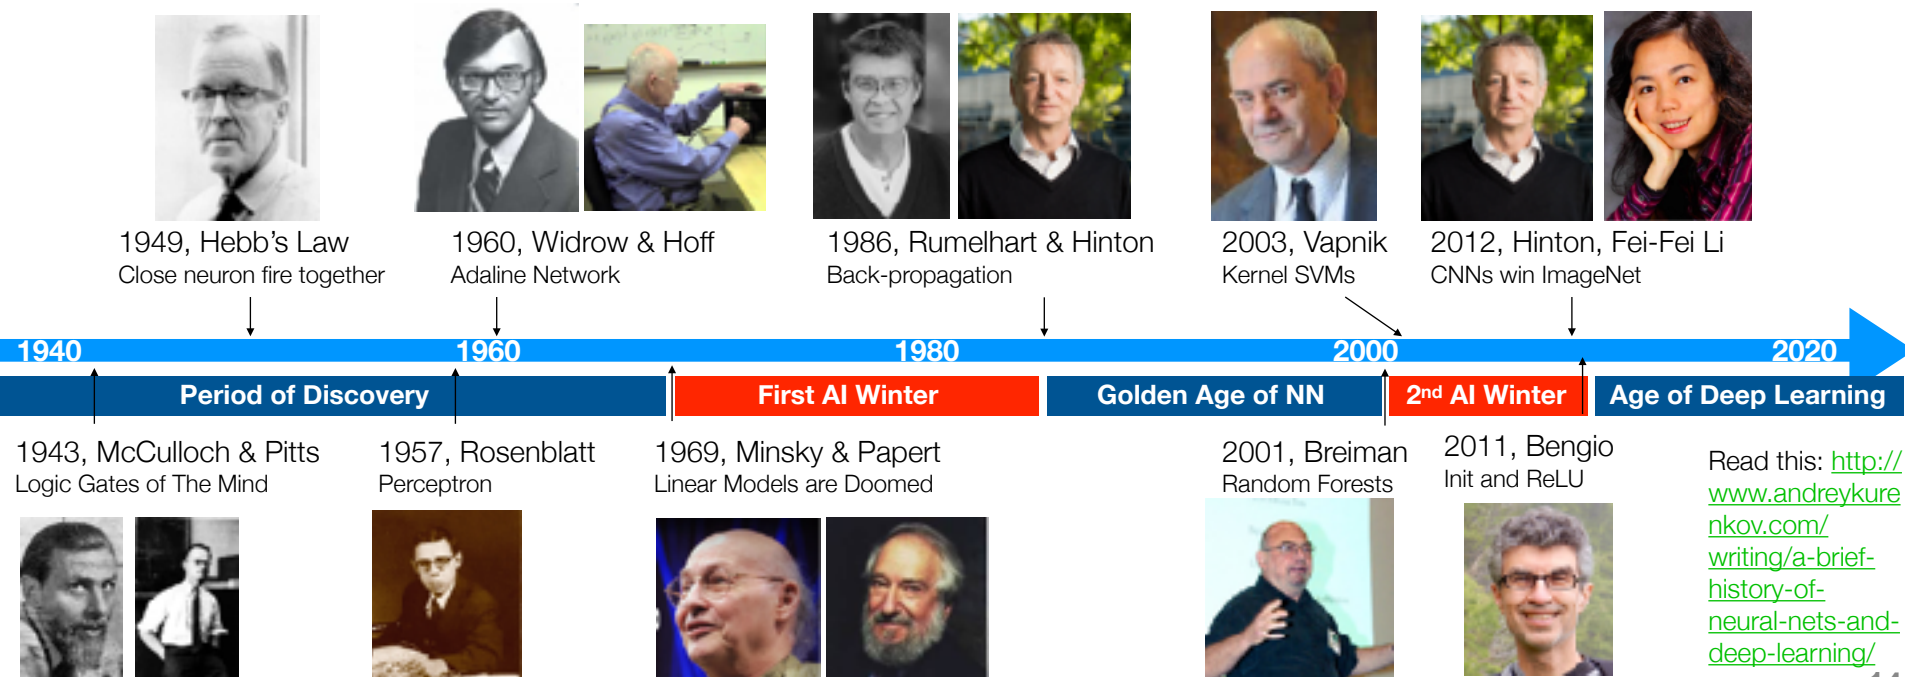 1949, Hebb's Law
Close neuron fire together
1960, Widrow & Hoff
Adaline Network
1986, Rumelhart & Hinton
Back-propagation
2003, Vapnik
Kernel SVMs
2012, Hinton, Fei-Fei Li
CNNs win ImageNet
1940
1960
1980
2000
2020
Period of Discovery
First AI Winter
Golden Age of NN
2nd AI Winter
Age of Deep Learning
1943, McCulloch & Pitts
Logic Gates of The Mind
1957, Rosenblatt
Perceptron
1969, Minsky & Papert
Linear Models are Doomed
2001, Breiman
Random Forests
2011, Bengio
Init and ReLU
Read this: http://
www.andreykure
nkov.com/
writing/a-brief-
history-of-
neural-nets-and-
deep-learning/